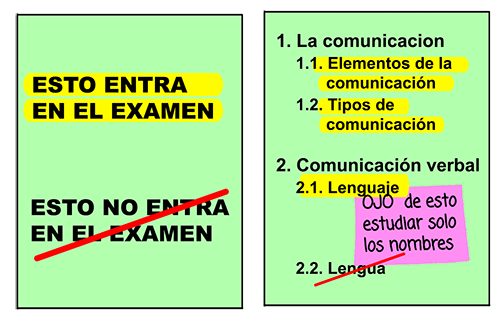 ESTO ENTRA
EN EL EXAMEN
ESTO NO ENTRA
EN EL EXAMEN
1. La comunicacion
1.1. Elementos de la
comunicación
1.2. Tipos de
comunicación
2. Comunicación verbal
2.1. Lenguaje
OJO de esto
estudiar solo
los nombres
2.2. Lengua